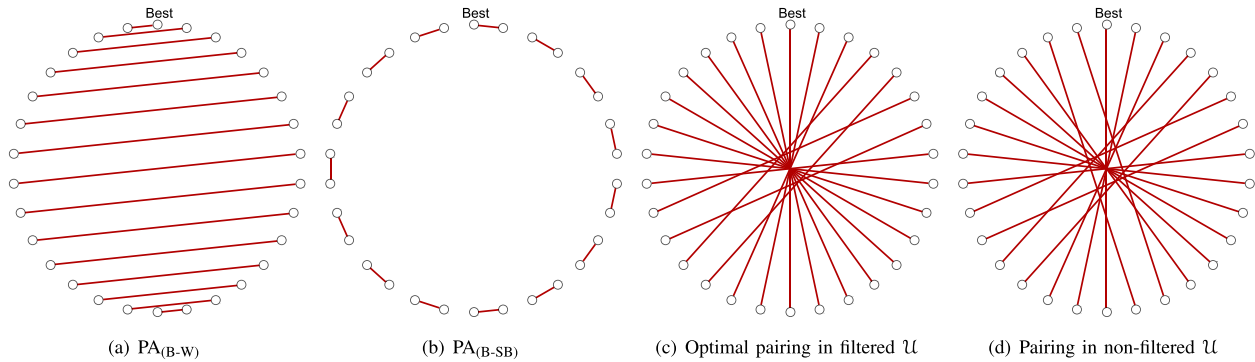 Best Best Best Best
(a) PA(B-W) (b) PA(B-SB) (c) Optimal pairing in filtered 𝒰 (d) Pairing in non-filtered 𝒰